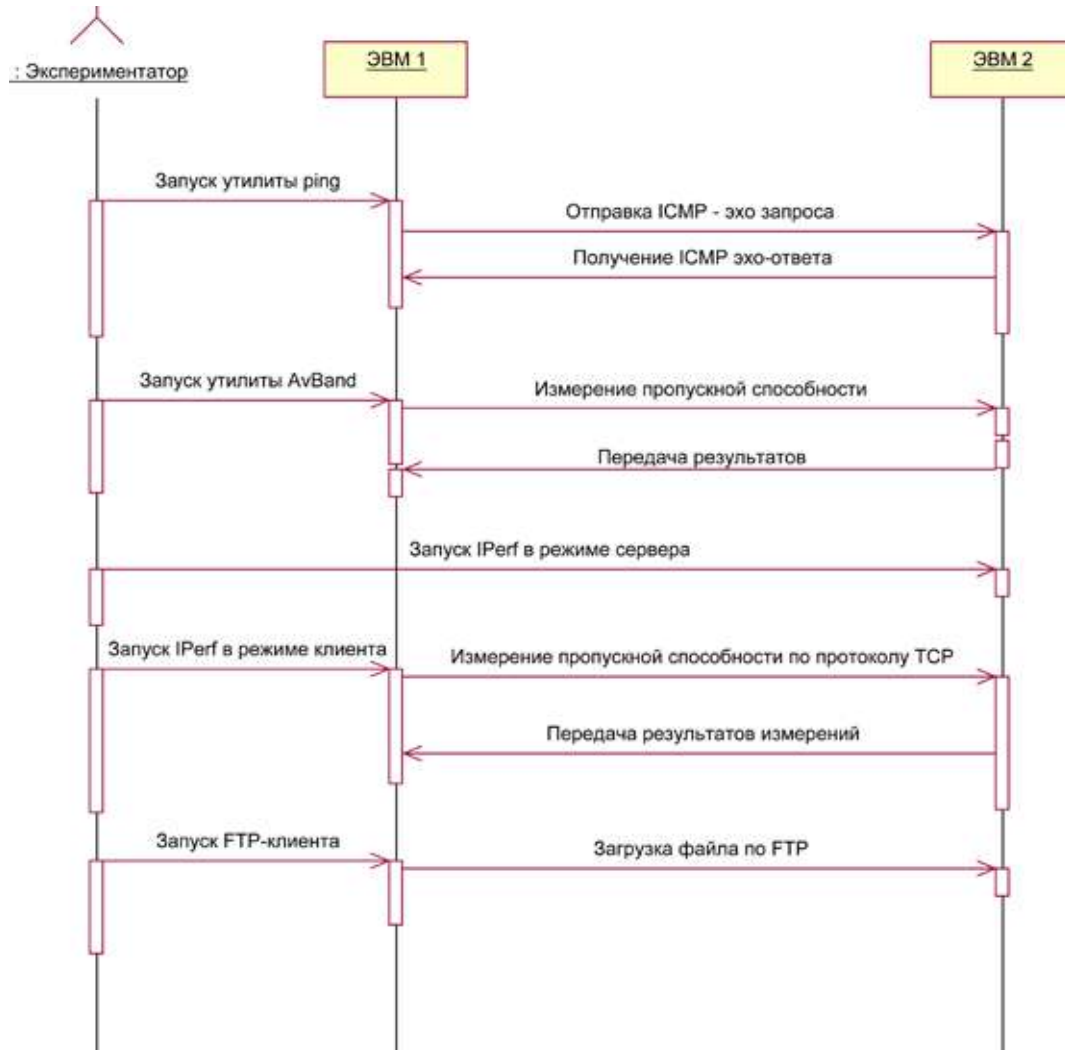 : Экспериментатор
ЭВМ 1
ЭВМ 2
Запуск утилиты ping
Отправка ICMP - эхо запроса
Получение ICMP эхо-ответа
Запуск утилиты AvBand
Измерение пропускной способности
Передача результатов
Запуск IPerf в режиме сервера
Запуск IPerf в режиме клиента
Измерение пропускной способности по протоколу TCP
Передача результатов измерений
Запуск FTP-клиента
Загрузка файла по FTP